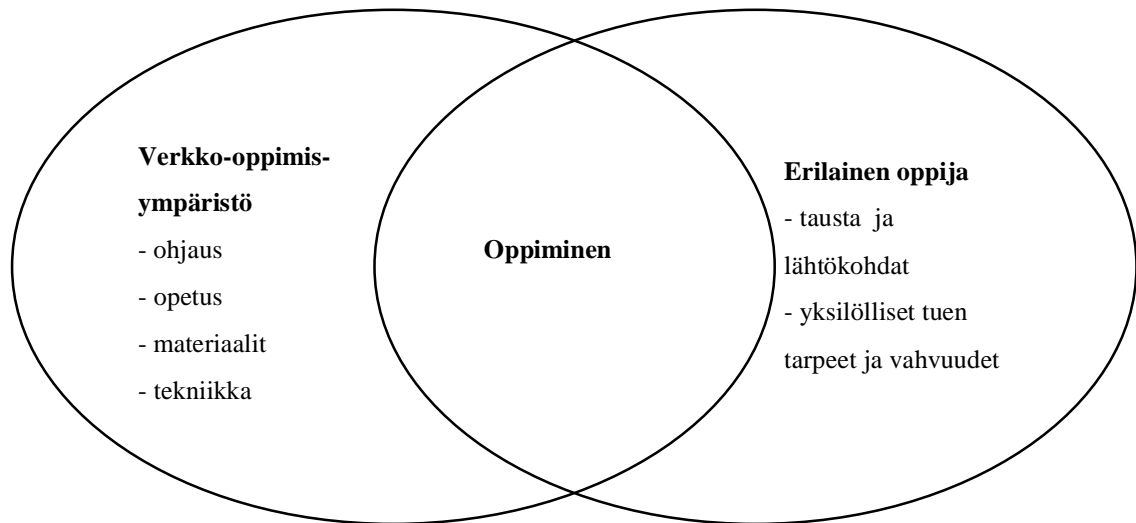 Verkko-oppimis-
ympäristö
- ohjaus
- opetus
- materiaalit
- tekniikka
Oppiminen
Erilainen oppija
- tausta ja
lähtökohdat
- yksilölliset tuen
tarpeet ja vahvuudet